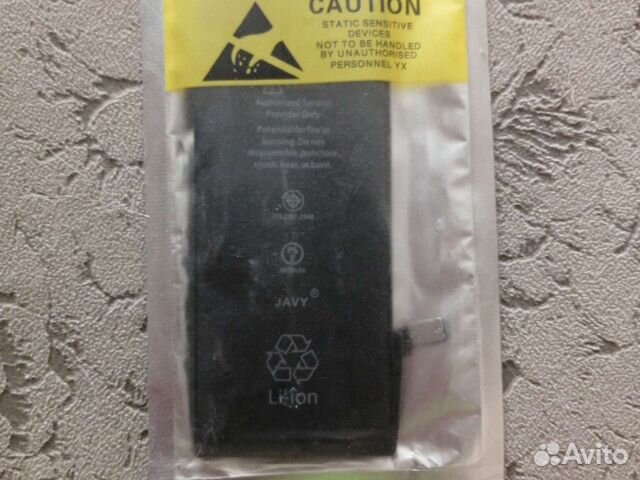 CAUTION
STATIC SENSITIVE
DEVICES
NOT TO BE HANDLED
BY UNAUTHORISED
PERSONNEL YX
Authorized Service
Provider Only
Potential for fire or
burning. Do not
disassemble, puncture,
crush, heat, or burn.
JAVY®
Li-ion
Avito